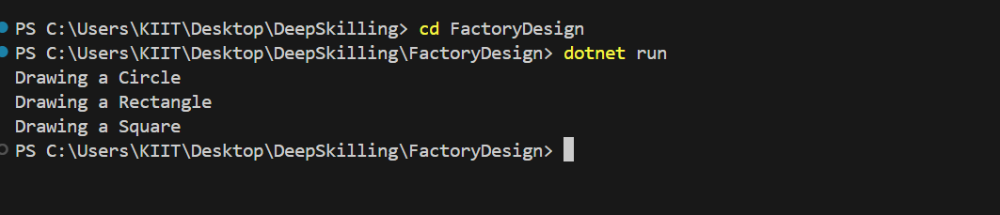 PS C:\Users\KIIT\Desktop\DeepSkilling> cd FactoryDesign
PS C:\Users\KIIT\Desktop\DeepSkilling\FactoryDesign> dotnet run
Drawing a Circle
Drawing a Rectangle
Drawing a Square
PS C:\Users\KIIT\Desktop\DeepSkilling\FactoryDesign>